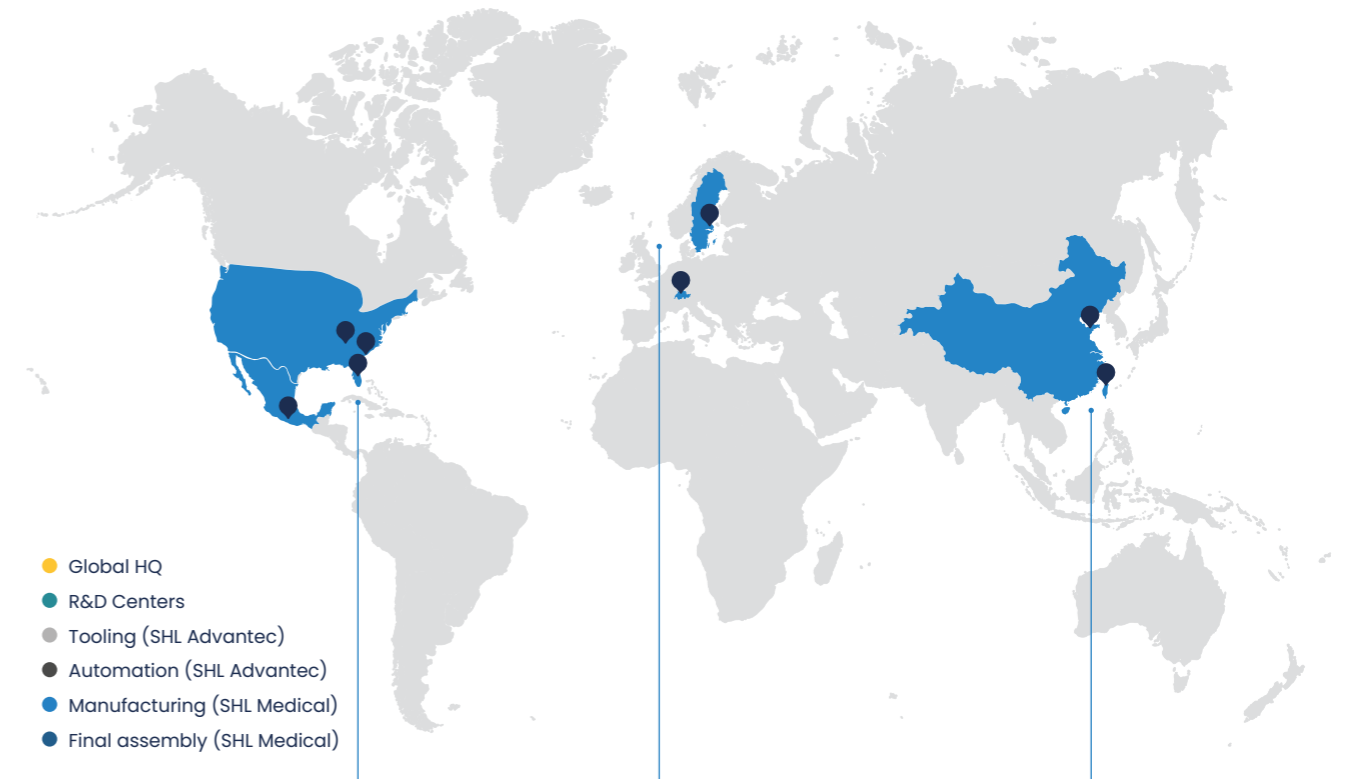 Global HQ
R&D Centers
Tooling (SHL Advantec)
Automation (SHL Advantec)
Manufacturing (SHL Medical)
Final assembly (SHL Medical)